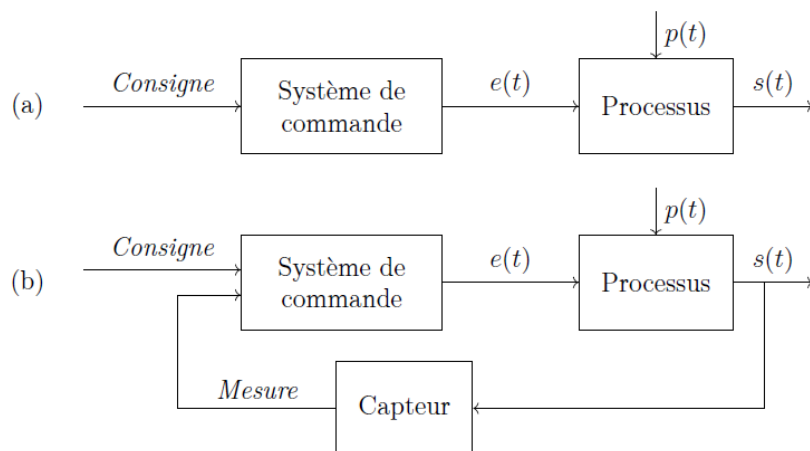 p(t)
(a)
Consigne
Système de
commande
e(t)
Processus
s(t)
p(t)
(b)
Consigne
Système de
commande
e(t)
Processus
s(t)
Mesure
Capteur